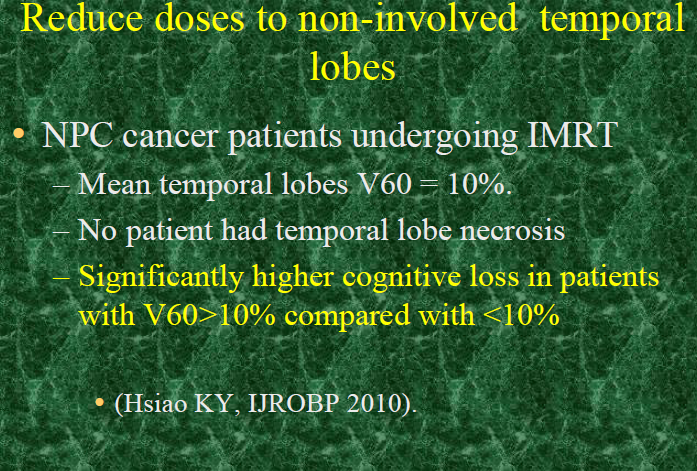 Reduce doses to non-involved temporal
lobes
• NPC cancer patients undergoing IMRT
– Mean temporal lobes V60 = 10%.
– No patient had temporal lobe necrosis
– Significantly higher cognitive loss in patients
with V60>10% compared with <10%
• (Hsiao KY, IJROBP 2010).